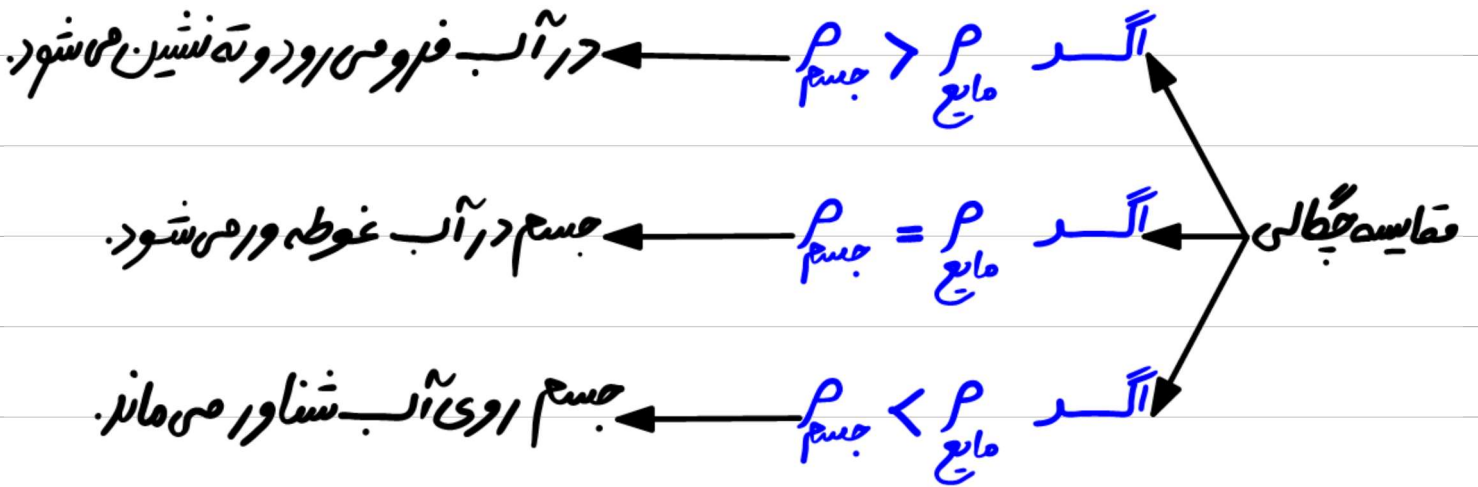 مقایسه چگالی
اگر ρ مایع < ρ جسم ← در آب فرو می رود و ته نشین می شود.
اگر ρ مایع = ρ جسم ← جسم در آب غوطه ور می شود.
اگر ρ مایع > ρ جسم ← جسم روی آب شناور می ماند.